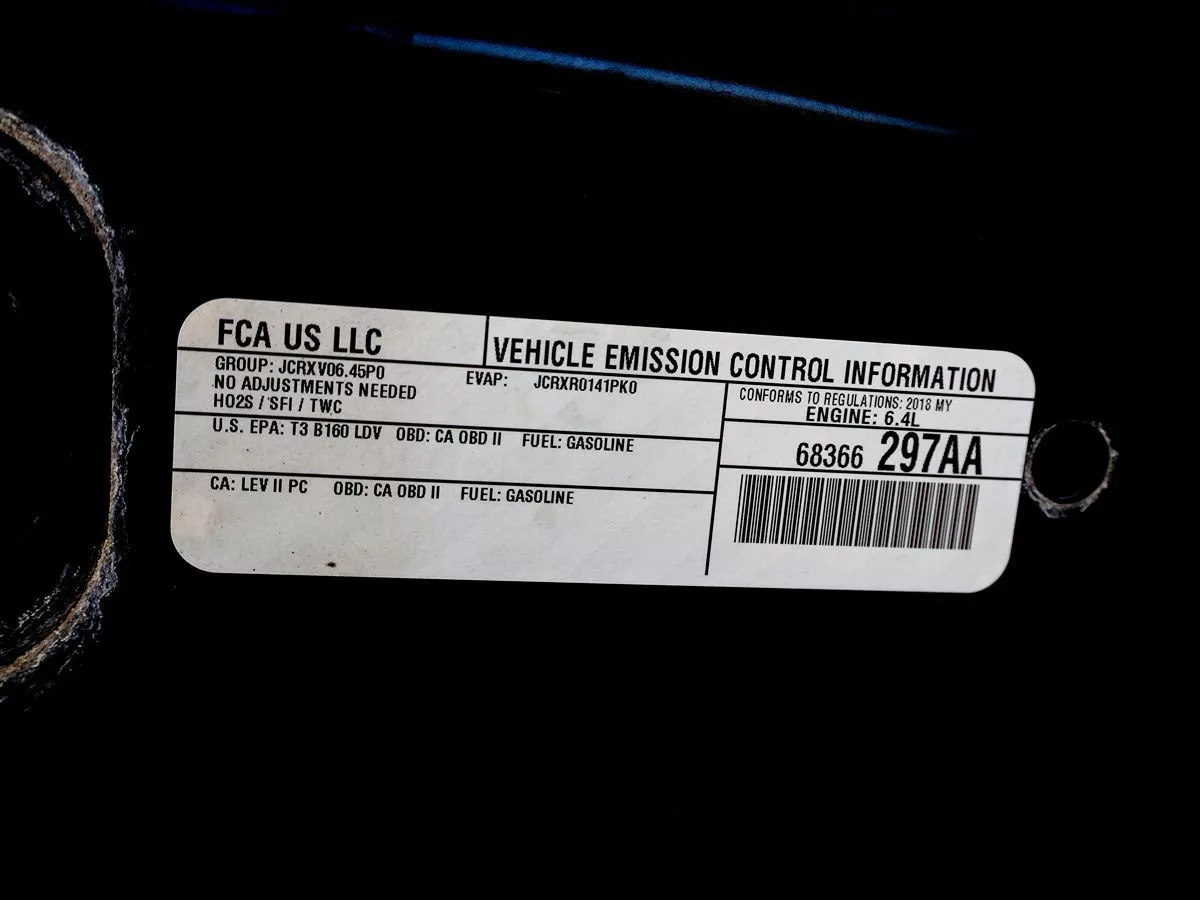 FCA US LLC
VEHICLE EMISSION CONTROL INFORMATION
GROUP: JCRXV06.45P0
EVAP: JCRXR0141PK0
NO ADJUSTMENTS NEEDED
HO2S / SFI / TWC
CONFORMS TO REGULATIONS: 2018 MY
ENGINE: 6.4L
U.S. EPA: T3 B160 LDV OBD: CA OBD II FUEL: GASOLINE
68366 297AA
CA: LEV II PC OBD: CA OBD II FUEL: GASOLINE